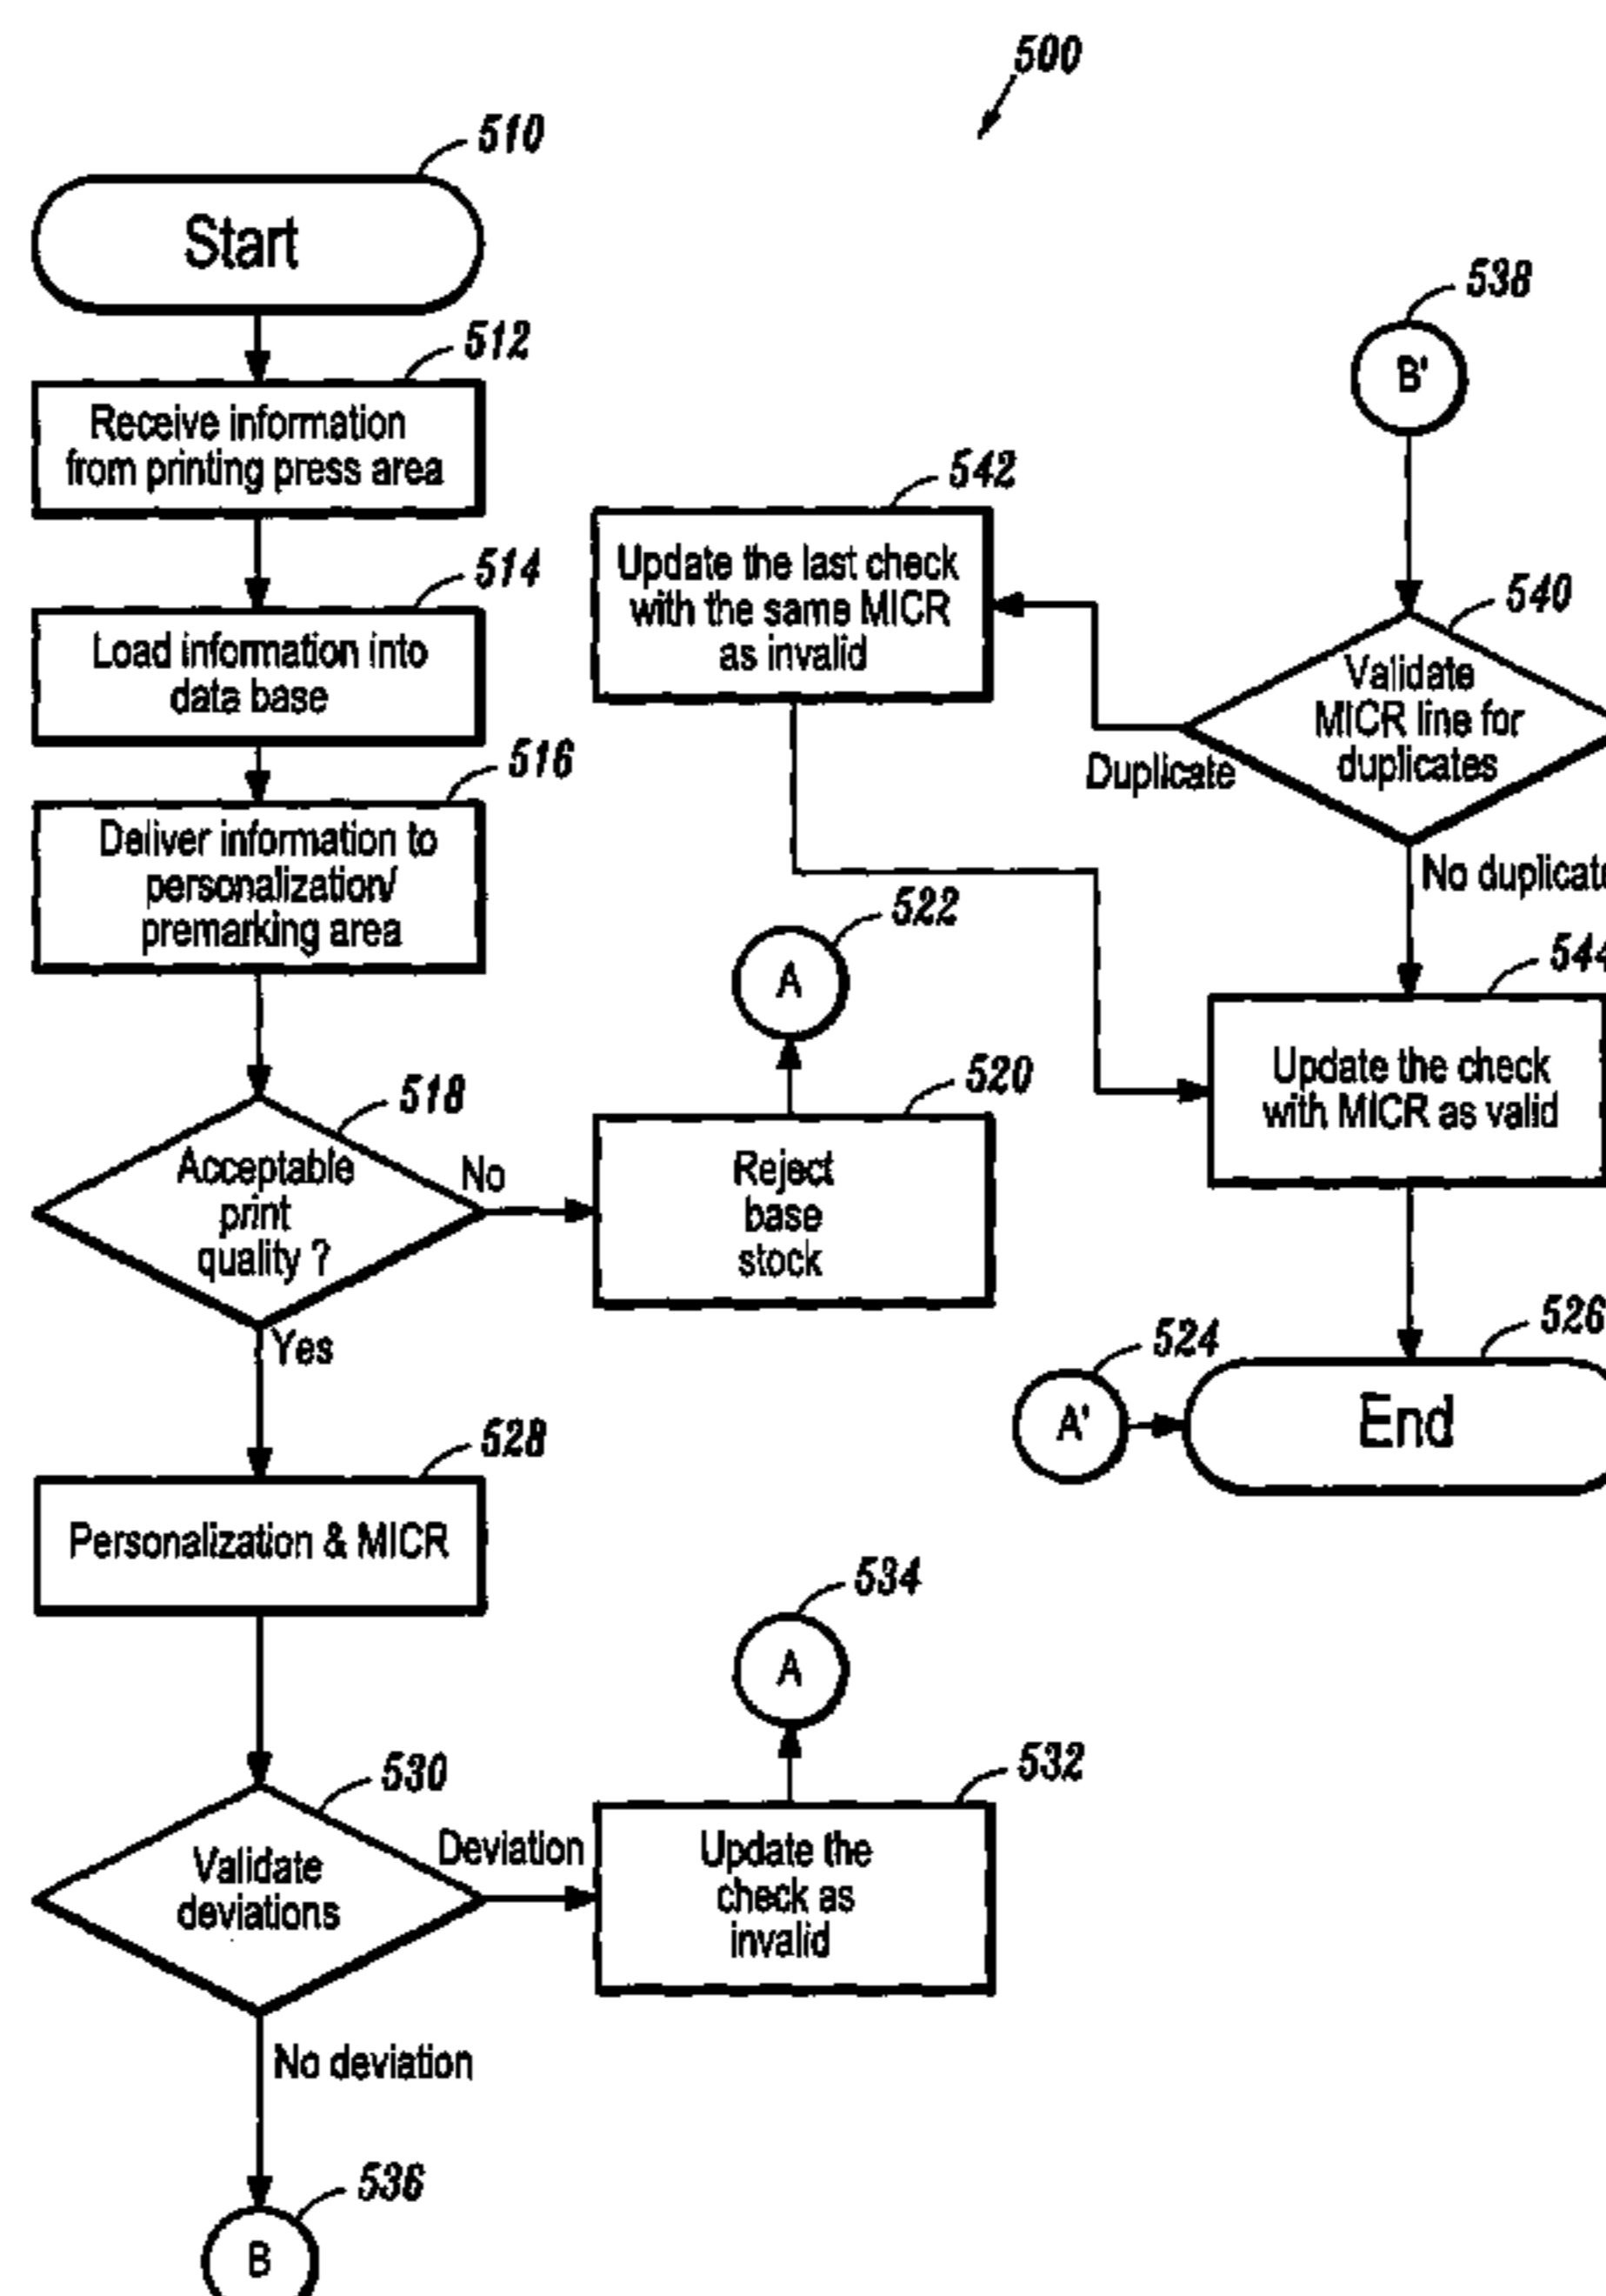 500
510
Start
512
Receive information
from printing press area
514
Load information into
data base
516
Deliver information to
personalization/
premarking area
518
Acceptable
print
quality ?
No
Yes
520
Reject
base
stock
522
A
528
Personalization & MICR
530
Validate
deviations
Deviation
No deviation
532
Update the
check as
invalid
534
A
536
B
538
B'
540
Validate
MICR line for
duplicates
Duplicate
No duplicate
542
Update the last check
with the same MICR
as invalid
544
Update the check
with MICR as valid
524
A'
526
End